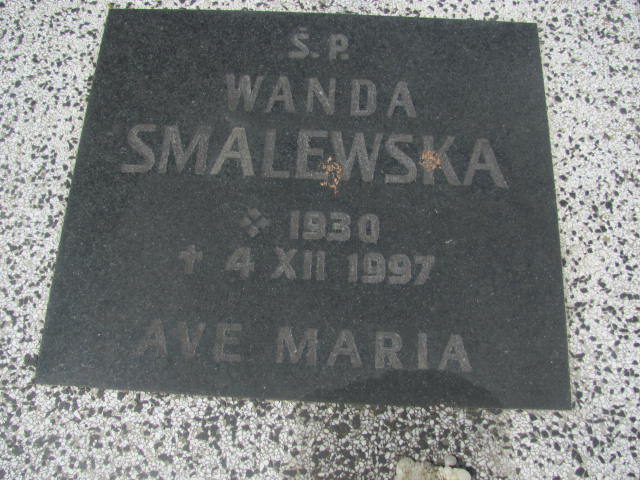 Ś.P.
WANDA
SMALEWSKA
1930
† 4 XII 1997
AVE MARIA